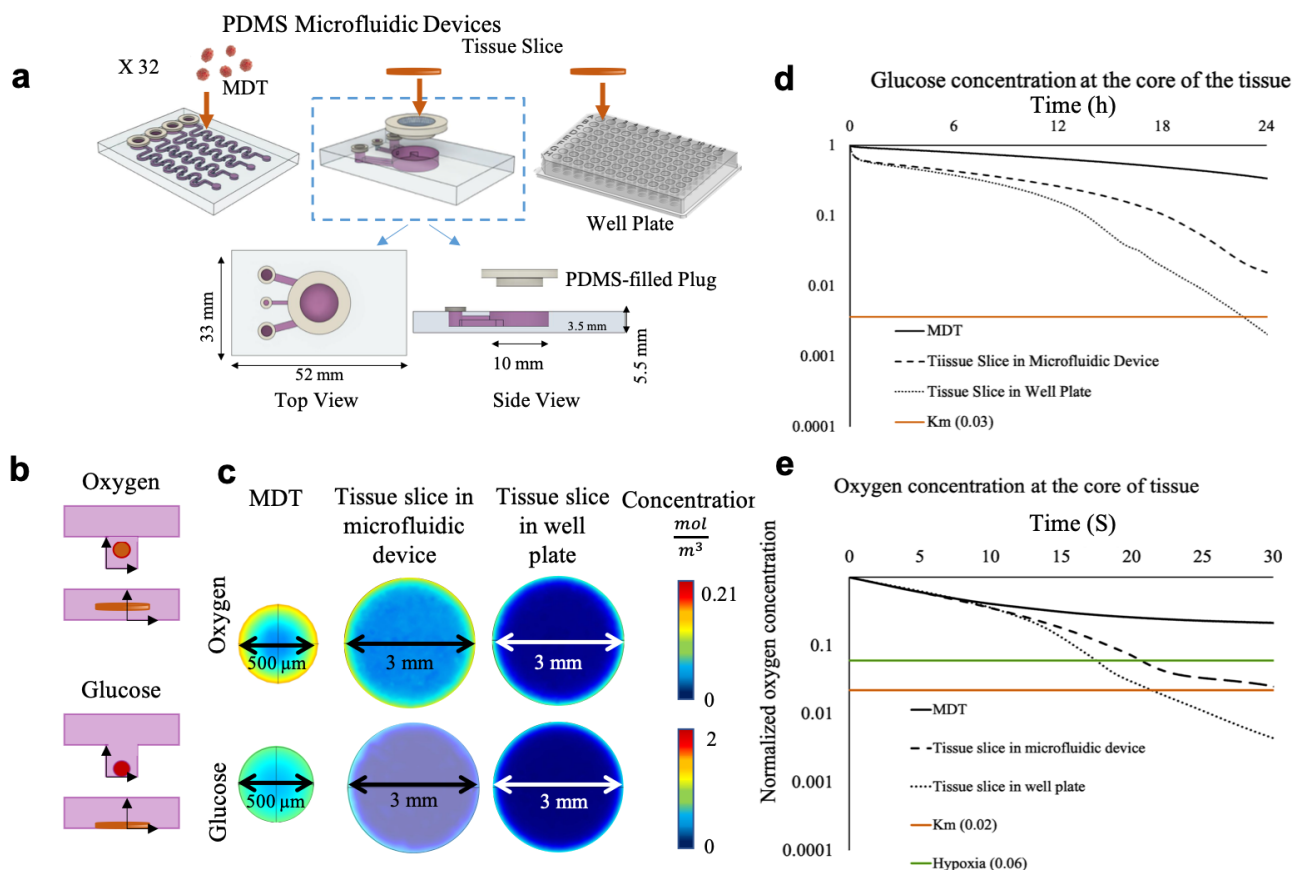 PDMS Microfluidic Devices
a
X 32
MDT
Tissue Slice
Well Plate
PDMS-filled Plug
33 mm
52 mm
Top View
3.5 mm
10 mm
5.5 mm
Side View
b
Oxygen
Glucose
c
MDT
Tissue slice in
microfluidic
device
Tissue slice
in well
plate
Concentration
mol
m³
Oxygen
500 µm
3 mm
3 mm
0.21
0
Glucose
500 µm
3 mm
3 mm
2
0
d
Glucose concentration at the core of the tissue
Time (h)
0 6 12 18 24
1
0.1
0.01
0.001
0.0001
MDT
Tiissue Slice in Microfluidic Device
Tissue Slice in Well Plate
Km (0.03)
e
Oxygen concentration at the core of tissue
Time (S)
0 5 10 15 20 25 30
Normalized oxygen concentration
0.1
0.01
0.001
0.0001
MDT
Tissue slice in microfluidic device
Tissue slice in well plate
Km (0.02)
Hypoxia (0.06)